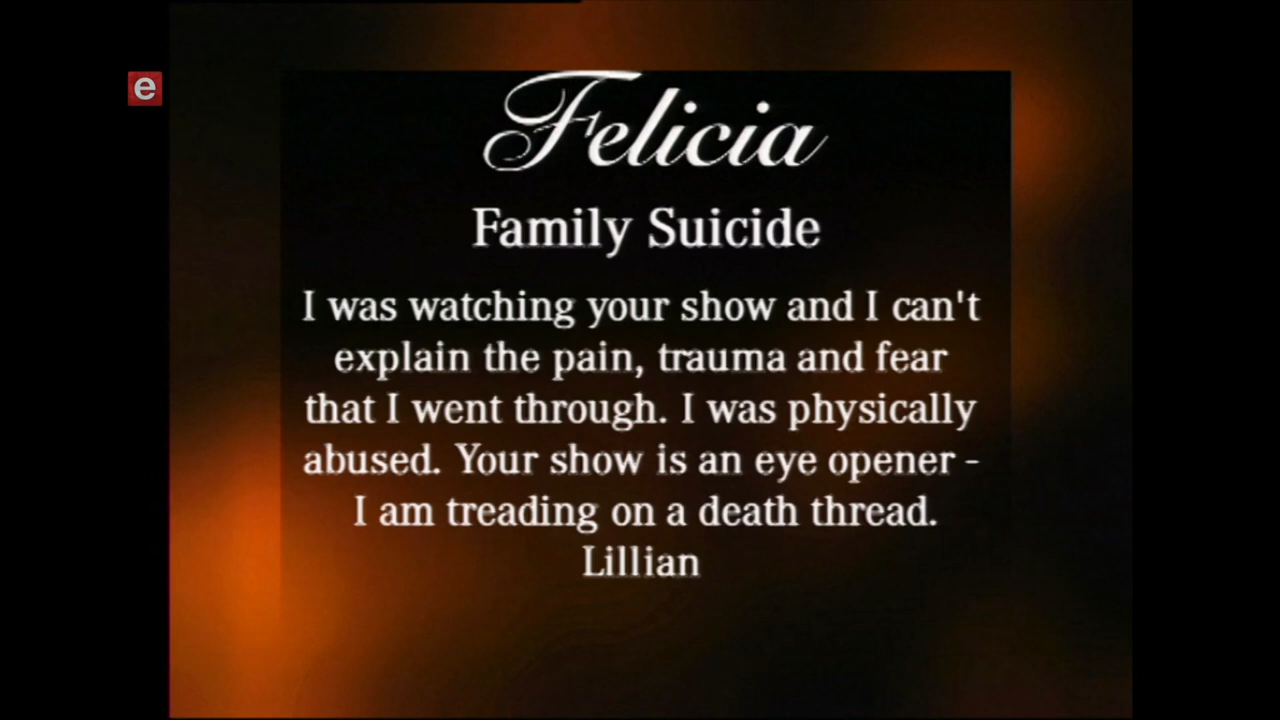 e
Felicia
Family Suicide
I was watching your show and I can't
explain the pain, trauma and fear
that I went through. I was physically
abused. Your show is an eye opener -
I am treading on a death thread.
Lillian